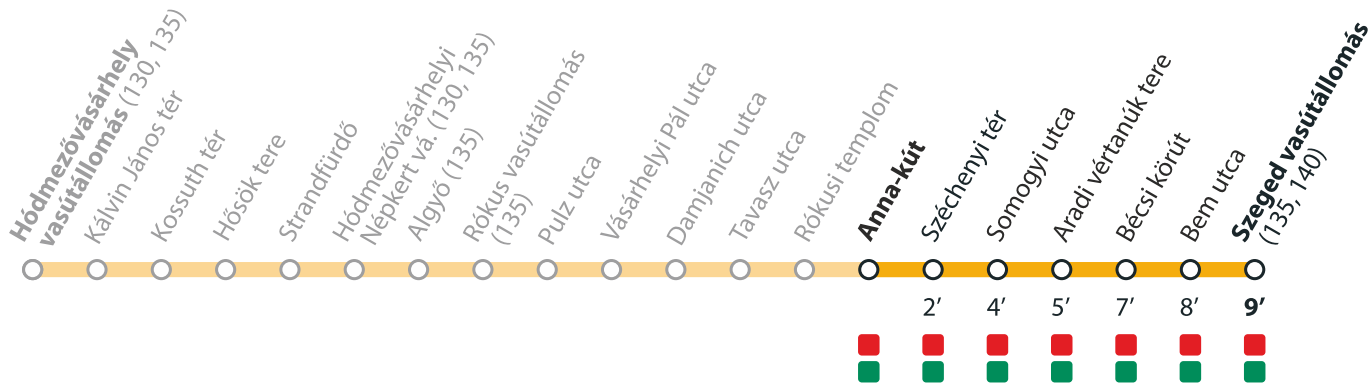 Hódmezővásárhely
vasútállomás (130, 135)
Kálvin János tér
Kossuth tér
Hősök tere
Strandfürdő
Hódmezővásárhelyi
Népkert vá. (130, 135)
Algyő (135)
Rókus vasútállomás
(135)
Pulz utca
Vásárhelyi Pál utca
Damjanich utca
Tavasz utca
Rókusi templom
Anna-kút
Széchenyi tér
Somogyi utca
Aradi vértanúk tere
Bécsi körút
Bem utca
Szeged vasútállomás
(135, 140)
2’ 4’ 5’ 7’ 8’ 9’